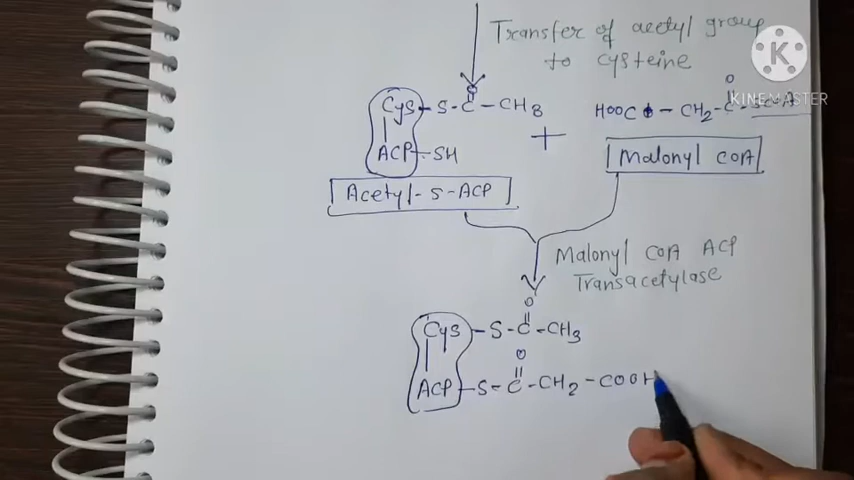 Transfer of acetyl group
to cysteine
K
KINEMASTER
O
CyS - S - C - CH3
O
HOOC - CH2 - C - SCoA
ACP - SH
+
Malonyl CoA
Acetyl - S - ACP
Malonyl CoA ACP
Transacetylase
O
CyS - S - C - CH3
O
ACP - S - C - CH2 - COOH